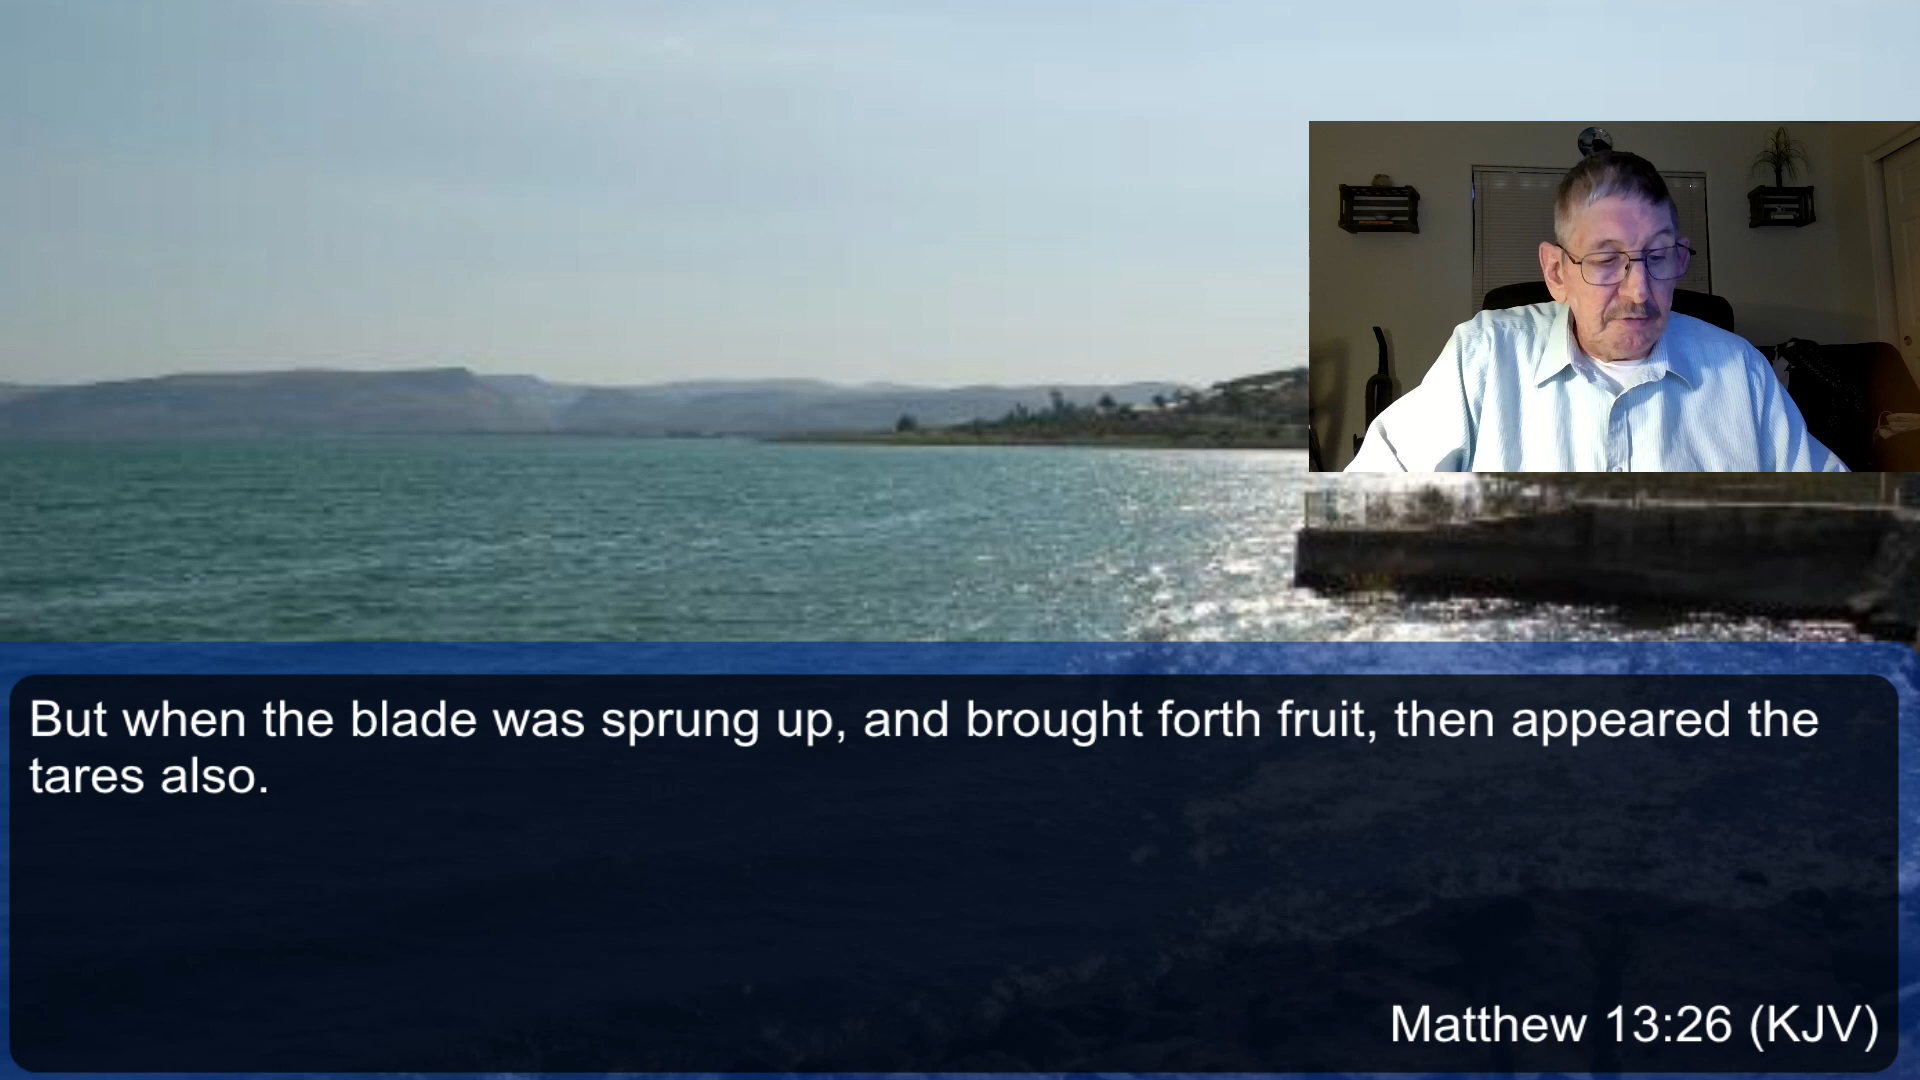 But when the blade was sprung up, and brought forth fruit, then appeared the
tares also.
Matthew 13:26 (KJV)